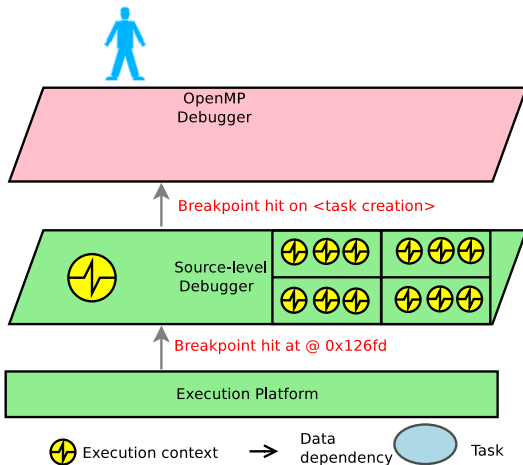 OpenMP
Debugger
Breakpoint hit on <task creation>
Source-level
Debugger
Breakpoint hit at @ 0x126fd
Execution Platform
Execution context
Data
dependency
Task